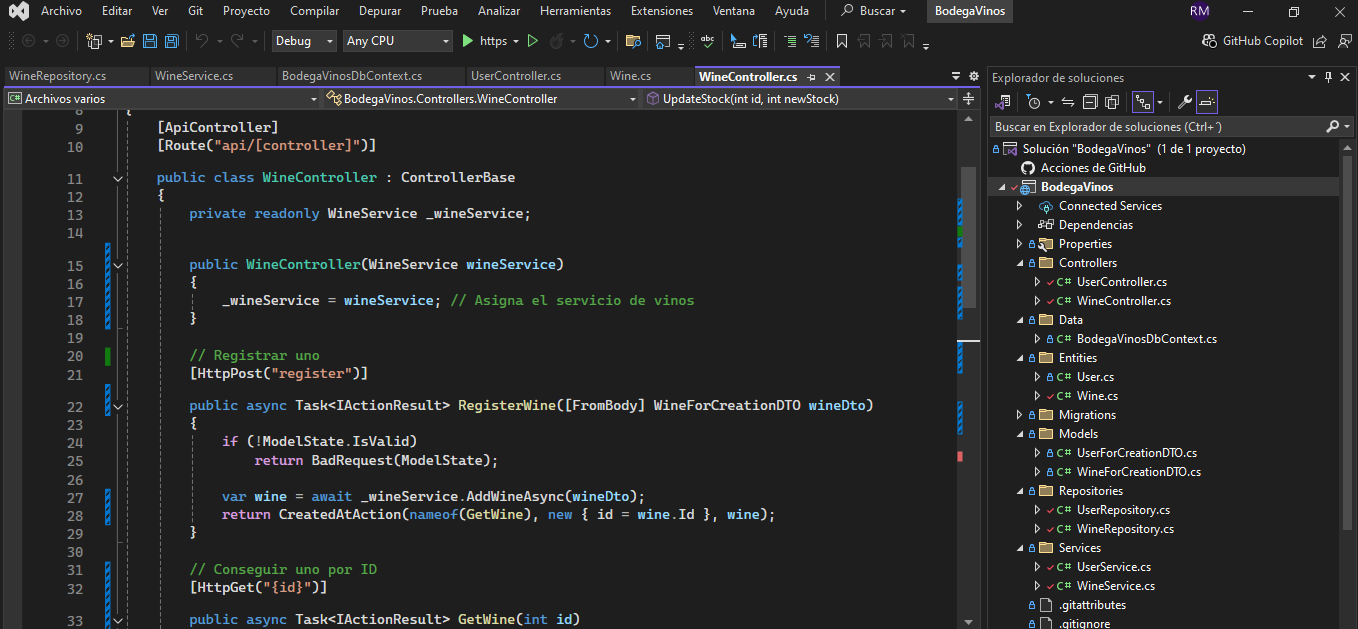 Archivo Editar Ver Git Proyecto Compilar Depurar Prueba Analizar Herramientas Extensiones Ventana Ayuda Buscar BodegaVinos RM
Debug Any CPU https GitHub Copilot
WineRepository.cs WineService.cs BodegaVinosDbContext.cs UserController.cs Wine.cs WineController.cs
C# Archivos varios BodegaVinos.Controllers.WineController UpdateStock(int id, int newStock)
8 {
9 [ApiController]
10 [Route("api/[controller]")]
11 public class WineController : ControllerBase
12 {
13 private readonly WineService _wineService;
14
15 public WineController(WineService wineService)
16 {
17 _wineService = wineService; // Asigna el servicio de vinos
18 }
19
20 // Registrar uno
21 [HttpPost("register")]
22 public async Task<IActionResult> RegisterWine([FromBody] WineForCreationDTO wineDto)
23 {
24 if (!ModelState.IsValid)
25 return BadRequest(ModelState);
26
27 var wine = await _wineService.AddWineAsync(wineDto);
28 return CreatedAtAction(nameof(GetWine), new { id = wine.Id }, wine);
29 }
30
31 // Conseguir uno por ID
32 [HttpGet("{id}")]
33 public async Task<IActionResult> GetWine(int id)
Explorador de soluciones
Buscar en Explorador de soluciones (Ctrl+´)
Solución "BodegaVinos" (1 de 1 proyecto)
Acciones de GitHub
BodegaVinos
Connected Services
Dependencias
Properties
Controllers
C# UserController.cs
C# WineController.cs
Data
C# BodegaVinosDbContext.cs
Entities
C# User.cs
C# Wine.cs
Migrations
Models
C# UserForCreationDTO.cs
C# WineForCreationDTO.cs
Repositories
C# UserRepository.cs
C# WineRepository.cs
Services
C# UserService.cs
C# WineService.cs
.gitattributes
.gitignore